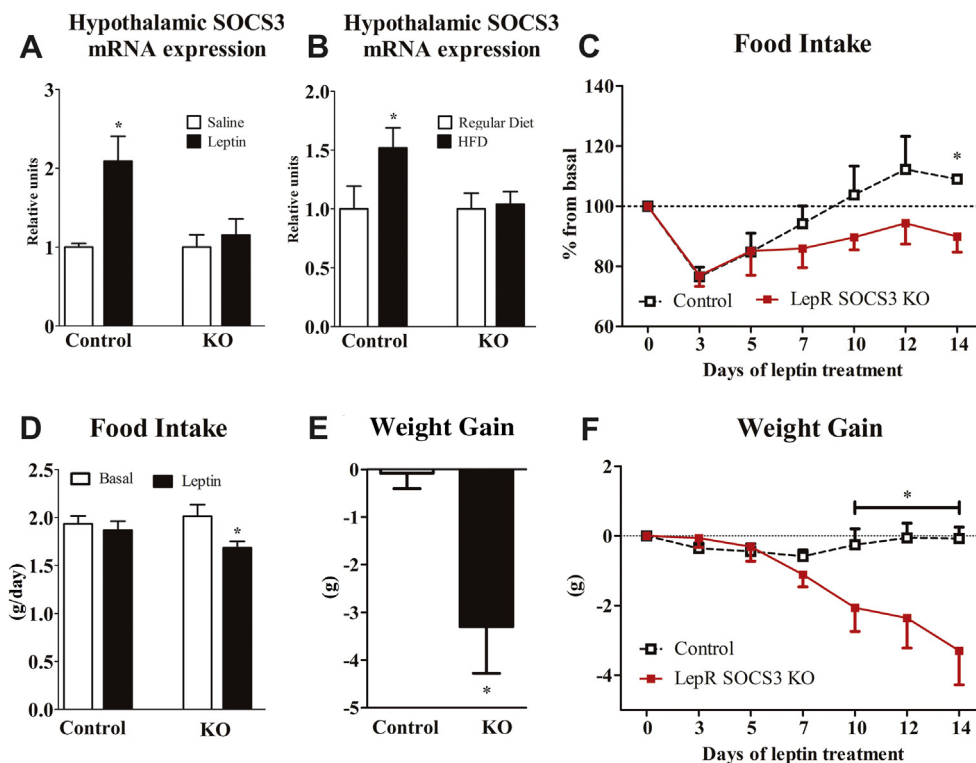 A
Hypothalamic SOCS3
mRNA expression
Relative units
3
2
1
0
Saline
Leptin
*
Control
KO
B
Hypothalamic SOCS3
mRNA expression
Relative units
2.0
1.5
1.0
0.5
0.0
Regular Diet
HFD
*
Control
KO
C
Food Intake
% from basal
140
120
100
80
60
*
Control
LepR SOCS3 KO
0 3 5 7 10 12 14
Days of leptin treatment
D
Food Intake
(g/day)
2.5
2.0
1.5
1.0
0.5
0.0
Basal
Leptin
*
Control
KO
E
Weight Gain
(g)
0
-1
-2
-3
-4
-5
*
Control
KO
F
Weight Gain
(g)
2
0
-2
-4
*
Control
LepR SOCS3 KO
0 3 5 7 10 12 14
Days of leptin treatment